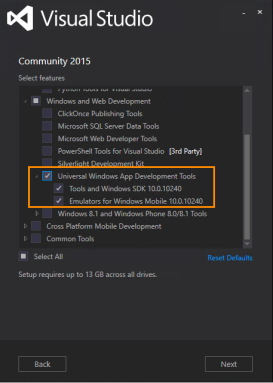 Visual Studio
Community 2015
Select features
Python Tools for Visual Studio
Windows and Web Development
ClickOnce Publishing Tools
Microsoft SQL Server Data Tools
Microsoft Web Developer Tools
PowerShell Tools for Visual Studio [3rd Party]
Silverlight Development Kit
Universal Windows App Development Tools
Tools and Windows SDK 10.0.10240
Emulators for Windows Mobile 10.0.10240
Windows 8.1 and Windows Phone 8.0/8.1 Tools
Cross Platform Mobile Development
Common Tools
Select All
Reset Defaults
Setup requires up to 13 GB across all drives.
Back
Next